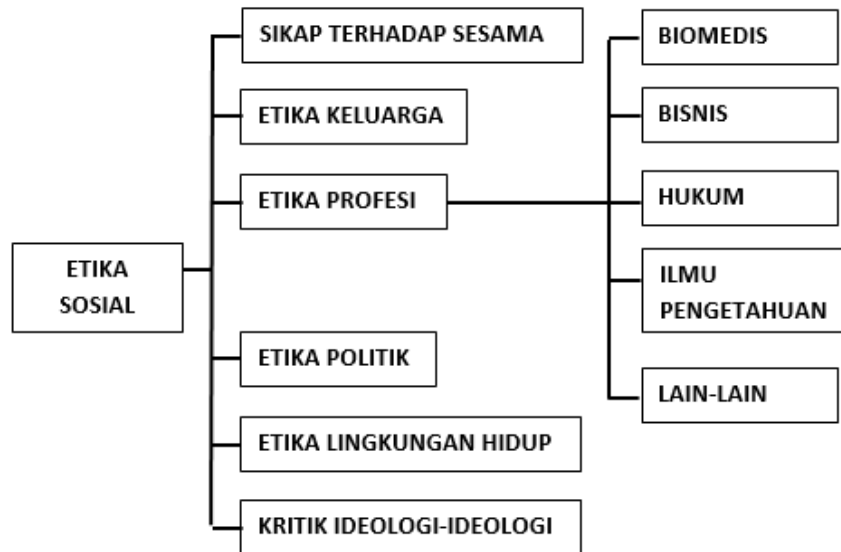 ETIKA
SOSIAL
SIKAP TERHADAP SESAMA
ETIKA KELUARGA
ETIKA PROFESI
ETIKA POLITIK
ETIKA LINGKUNGAN HIDUP
KRITIK IDEOLOGI-IDEOLOGI
BIOMEDIS
BISNIS
HUKUM
ILMU
PENGETAHUAN
LAIN-LAIN